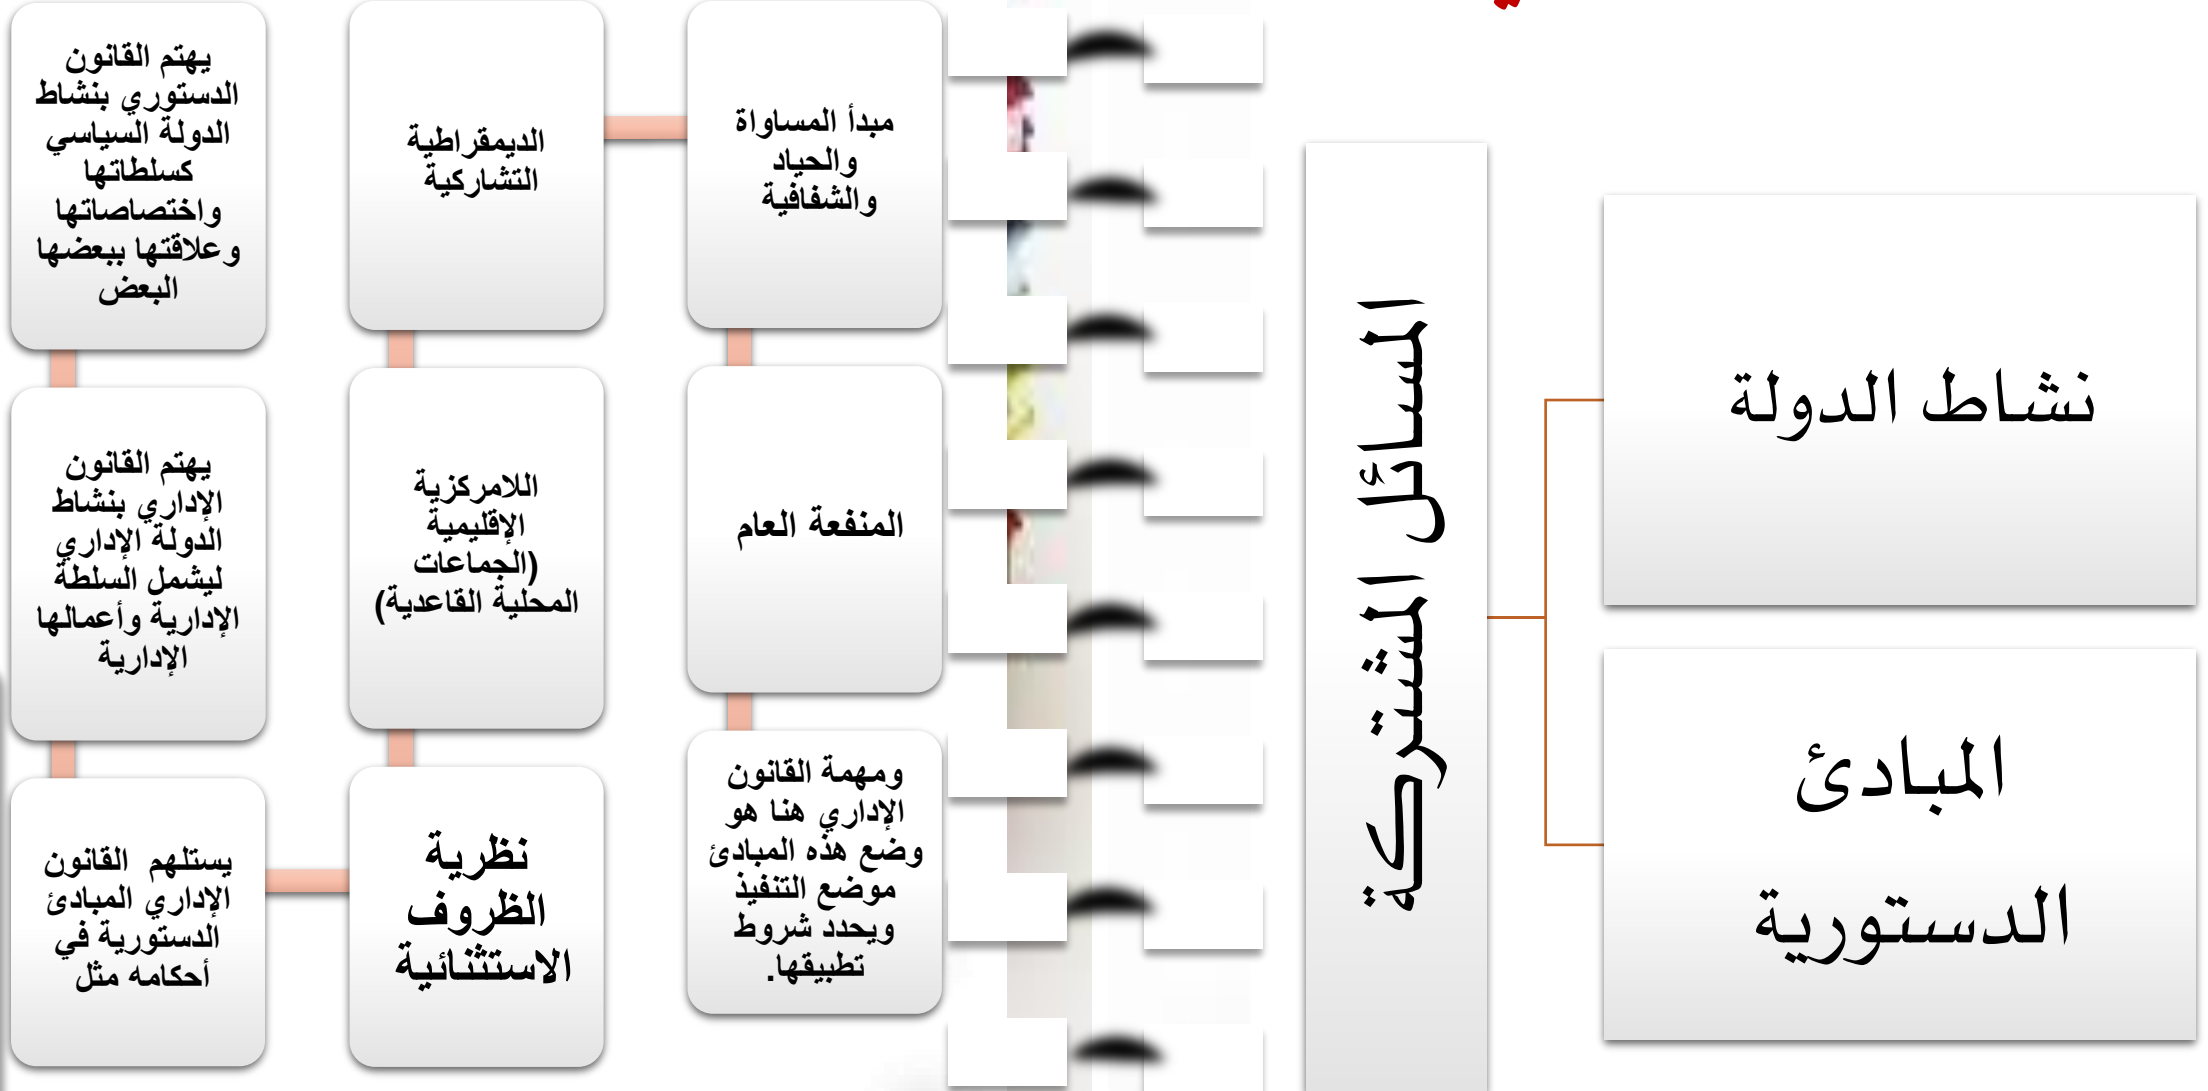 المسائل المشتركة
نشاط الدولة
المبادئ
الدستورية
يهتم القانون
الدستوري بنشاط
الدولة السياسي
كسلطاتها
واختصاصاتها
وعلاقتها ببعضها
البعض
يهتم القانون
الإداري بنشاط
الدولة الإداري
ليشمل السلطة
الإدارية وأعمالها
الإدارية
يستلهم القانون
الإداري المبادئ
الدستورية في
أحكامه مثل
نظرية
الظروف
الاستثنائية
اللامركزية
الإقليمية
(الجماعات
المحلية القاعدية)
الديمقراطية
التشاركية
مبدأ المساواة
والحياد
والشفافية
المنفعة العام
ومهمة القانون
الإداري هنا هو
وضع هذه المبادئ
موضع التنفيذ
ويحدد شروط
تطبيقها.